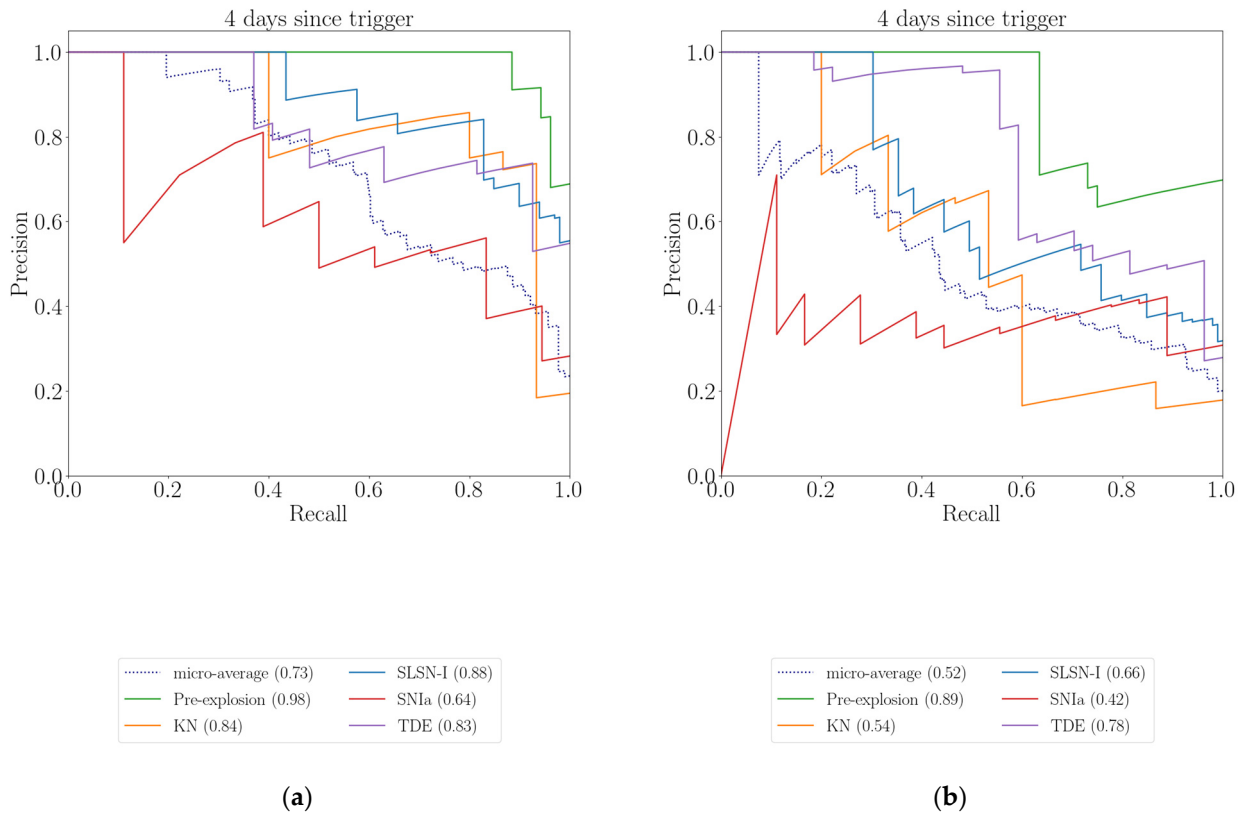 4 days since trigger
1.0
0.8
0.6
0.4
0.2
0.0
Precision
0.0 0.2 0.4 0.6 0.8 1.0
Recall
micro-average (0.73)
Pre-explosion (0.98)
KN (0.84)
SLSN-I (0.88)
SNIa (0.64)
TDE (0.83)
(a)
4 days since trigger
1.0
0.8
0.6
0.4
0.2
0.0
Precision
0.0 0.2 0.4 0.6 0.8 1.0
Recall
micro-average (0.52)
Pre-explosion (0.89)
KN (0.54)
SLSN-I (0.66)
SNIa (0.42)
TDE (0.78)
(b)